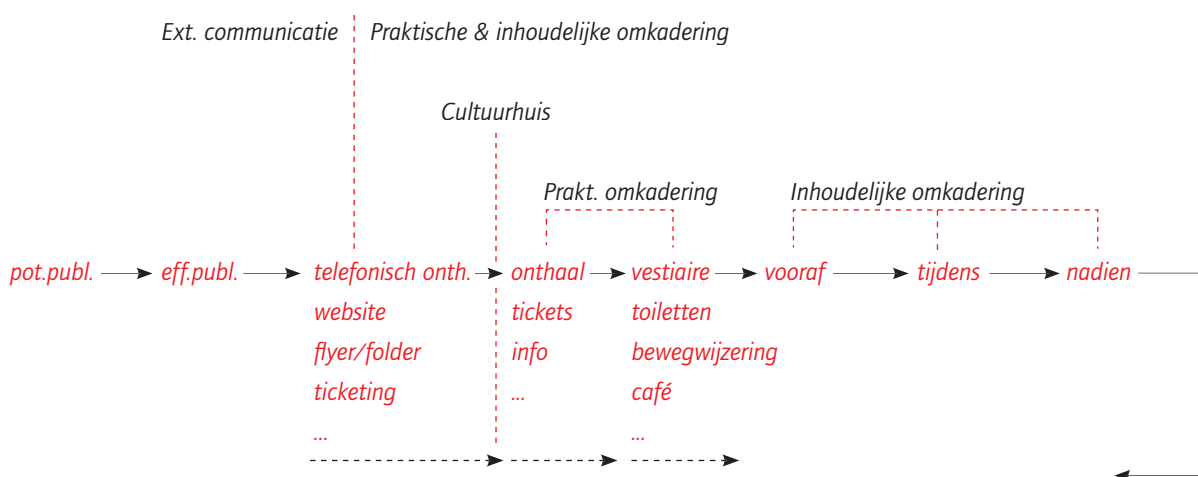 Ext. communicatie
Praktische & inhoudelijke omkadering
Cultuurhuis
Prakt. omkadering
Inhoudelijke omkadering
pot.publ.
eff.publ.
telefonisch onth.
website
flyer/folder
ticketing
...
onthaal
tickets
info
...
vestiaire
toiletten
bewegwijzering
café
...
vooraf
tijdens
nadien